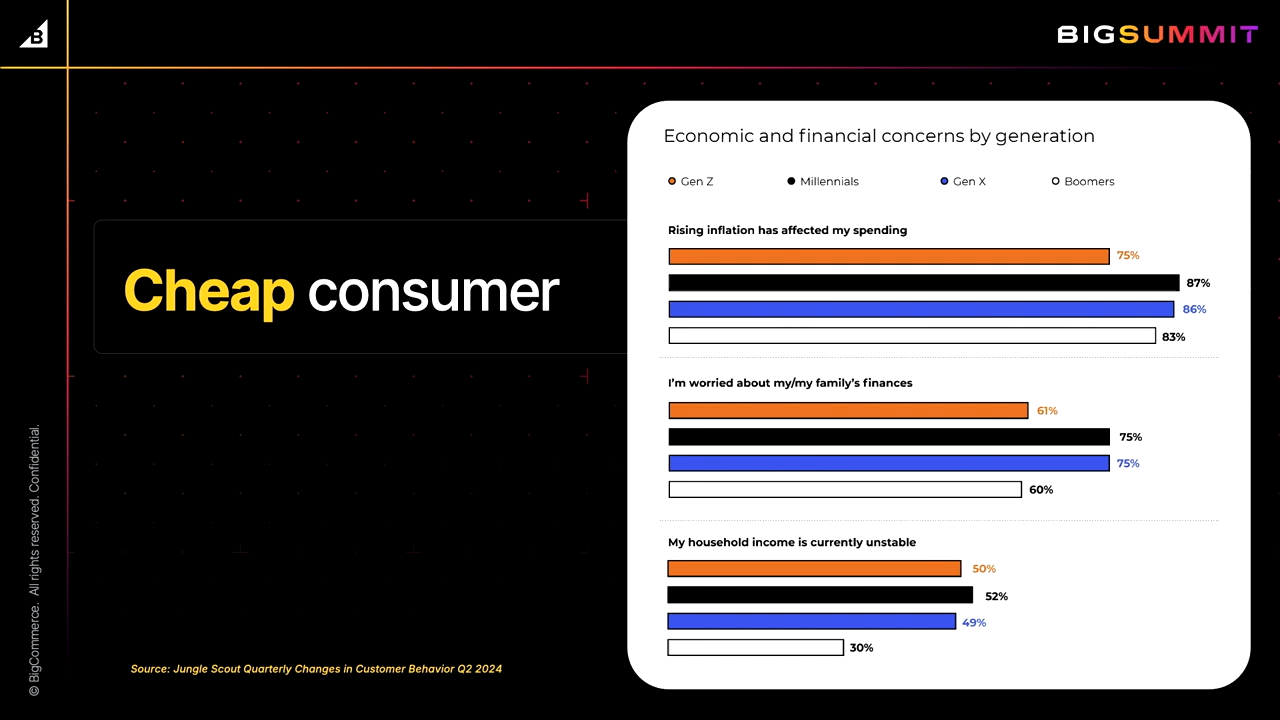 B
BIGSUMMIT
Cheap consumer
Economic and financial concerns by generation
Gen Z
Millennials
Gen X
Boomers
Rising inflation has affected my spending
75%
87%
86%
83%
I'm worried about my/my family's finances
61%
75%
75%
60%
My household income is currently unstable
50%
52%
49%
30%
Source: Jungle Scout Quarterly Changes in Customer Behavior Q2 2024
© BigCommerce. All rights reserved. Confidential.